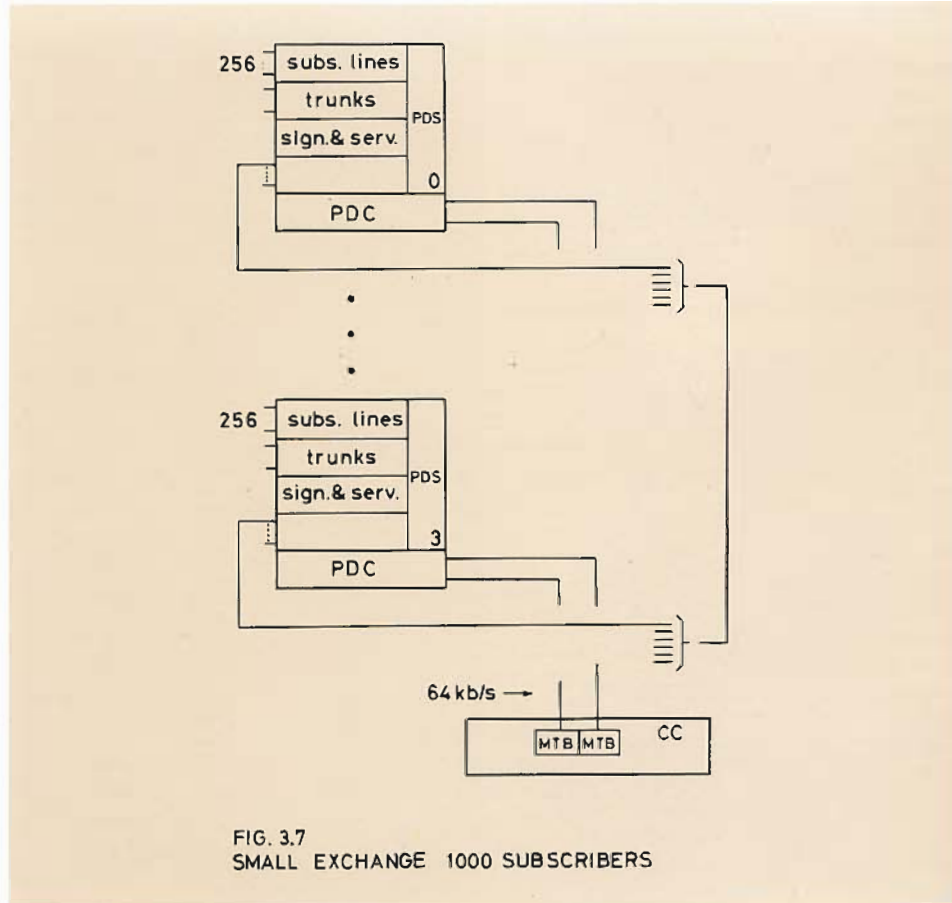 256 subs. lines
trunks
PDS
sign.& serv.
0
PDC
256 subs. lines
trunks
PDS
sign.& serv.
3
PDC
64 kb/s →
MTB MTB CC
FIG. 3.7
SMALL EXCHANGE 1000 SUBSCRIBERS